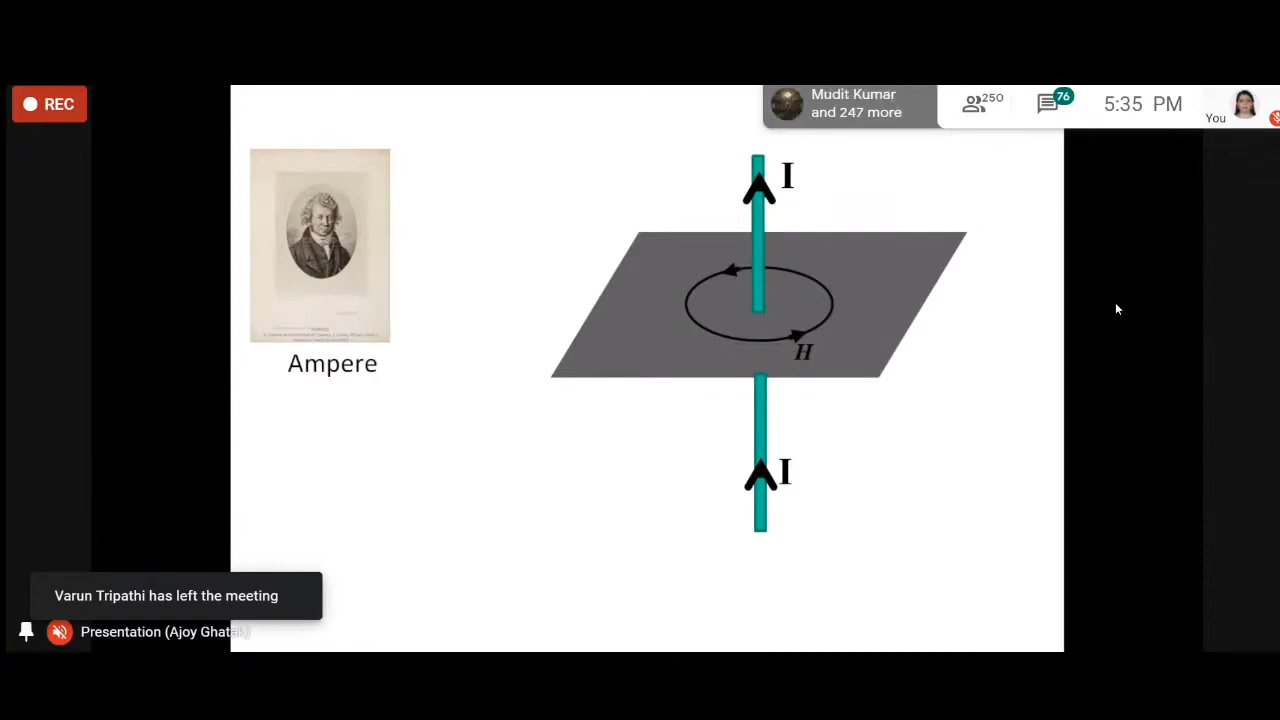 REC
Mudit Kumar
and 247 more
250
76
5:35 PM
You
I
Ampere
H
I
Varun Tripathi has left the meeting
Presentation (Ajoy Ghatak)